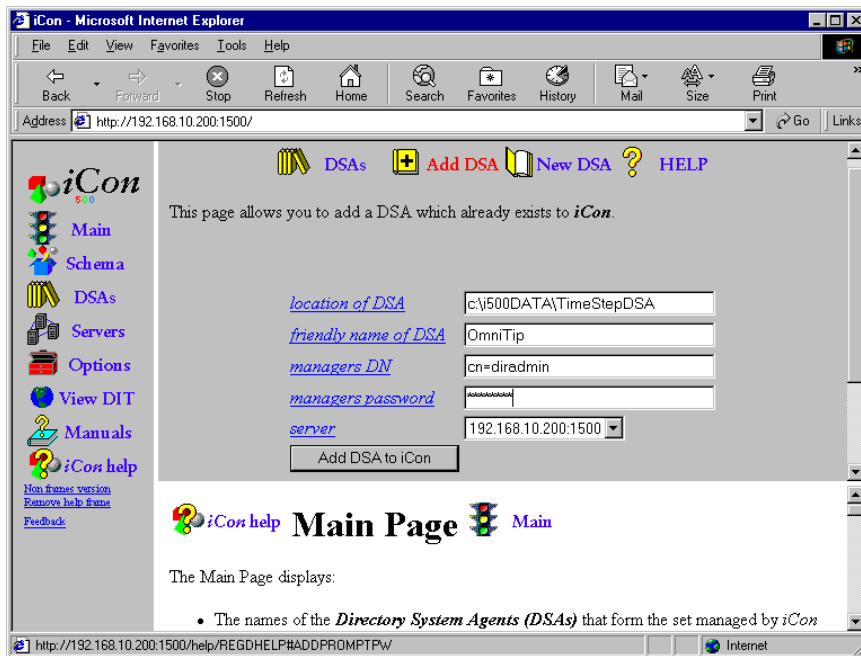 iCon - Microsoft Internet Explorer
File Edit View Favorites Tools Help
Back Forward Stop Refresh Home Search Favorites History Mail Size Print »
Address http://192.168.10.200:1500/ Go Links
iCon
500
Main
Schema
DSAs
Servers
Options
View DIT
Manuals
iCon help
Non frames version
Remove help frame
Feedback
DSAs Add DSA New DSA HELP
This page allows you to add a DSA which already exists to iCon.
location of DSA c:\i500DATA\TimeStepDSA
friendly name of DSA OmniTip
managers DN cn=diradmin
managers password ********
server 192.168.10.200:1500
Add DSA to iCon
iCon help Main Page Main
The Main Page displays:
• The names of the Directory System Agents (DSAs) that form the set managed by iCon
http://192.168.10.200:1500/help/REGDHELP#ADDPROMPTPW Internet